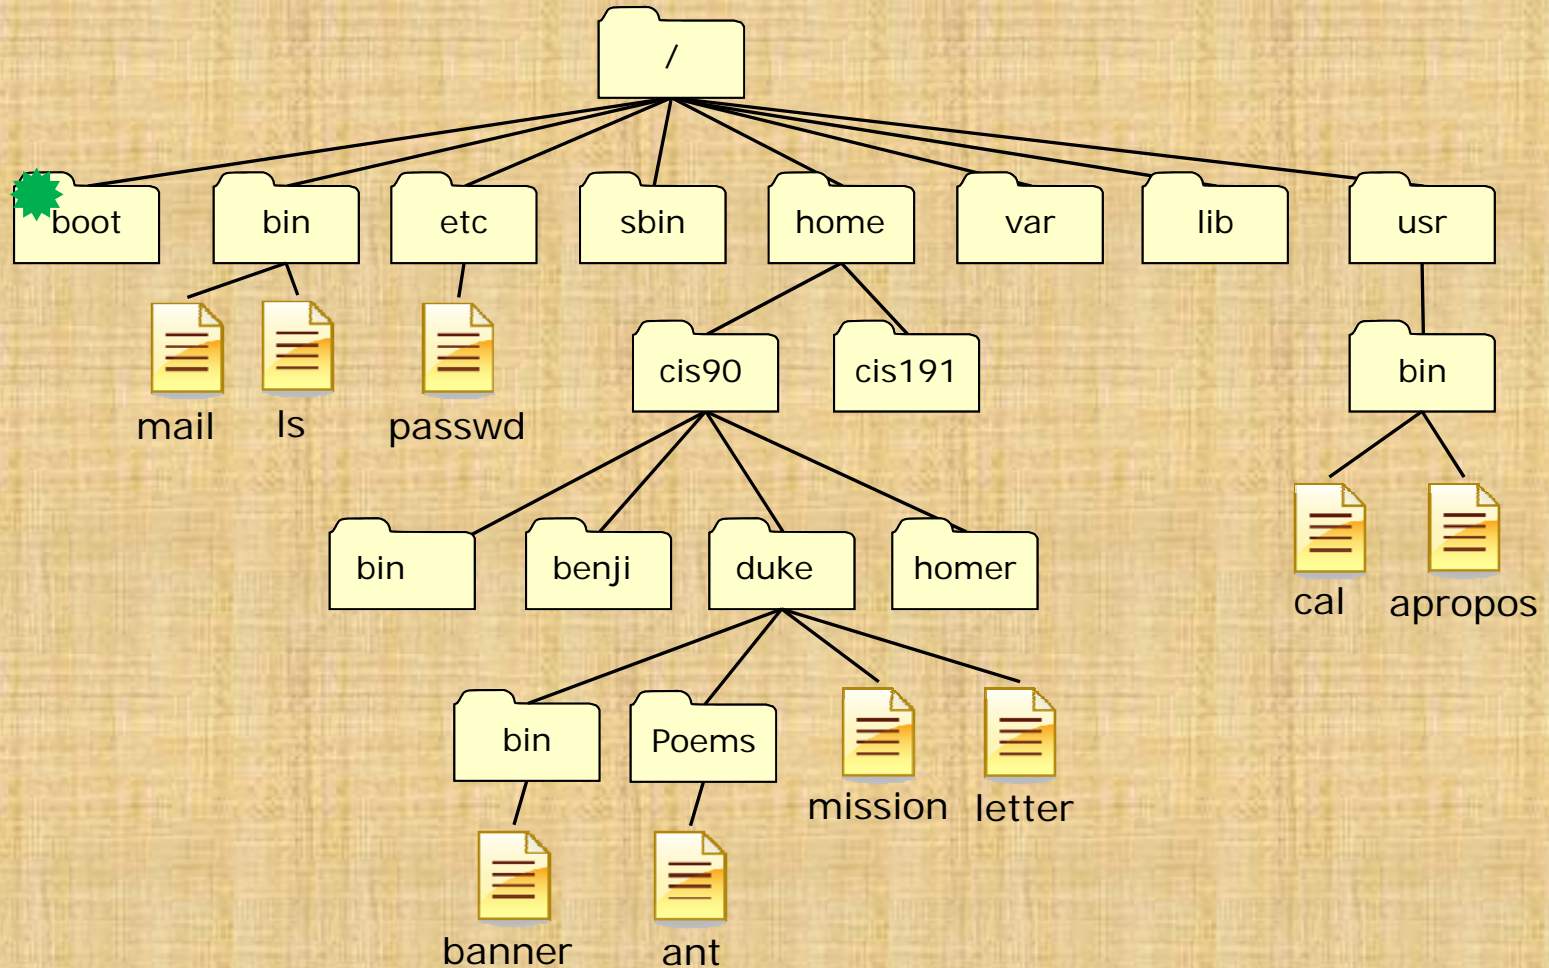 /
boot bin etc sbin home var lib usr
mail ls passwd
cis90 cis191 bin
bin benji duke homer
cal apropos
bin Poems
mission letter
banner ant